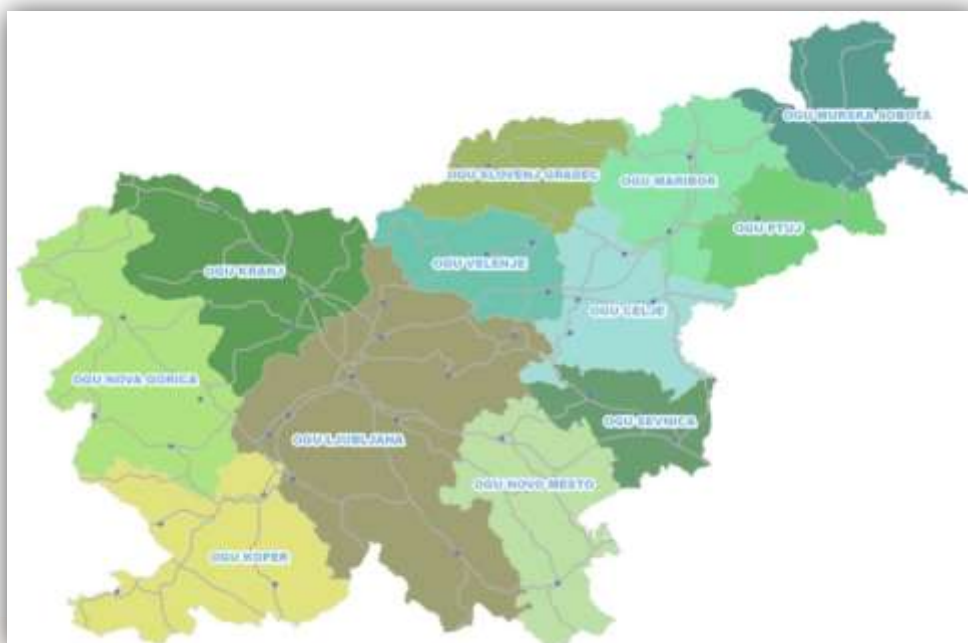 OGU MURSKA SOBOTA
OGU SLOVENJ GRADEC
OGU MARIBOR
OGU PTUJ
OGU VELENJE
OGU KRANJ
OGU CELJE
OGU NOVA GORICA
OGU SEVNICA
OGU LJUBLJANA
OGU NOVO MESTO
OGU KOPER